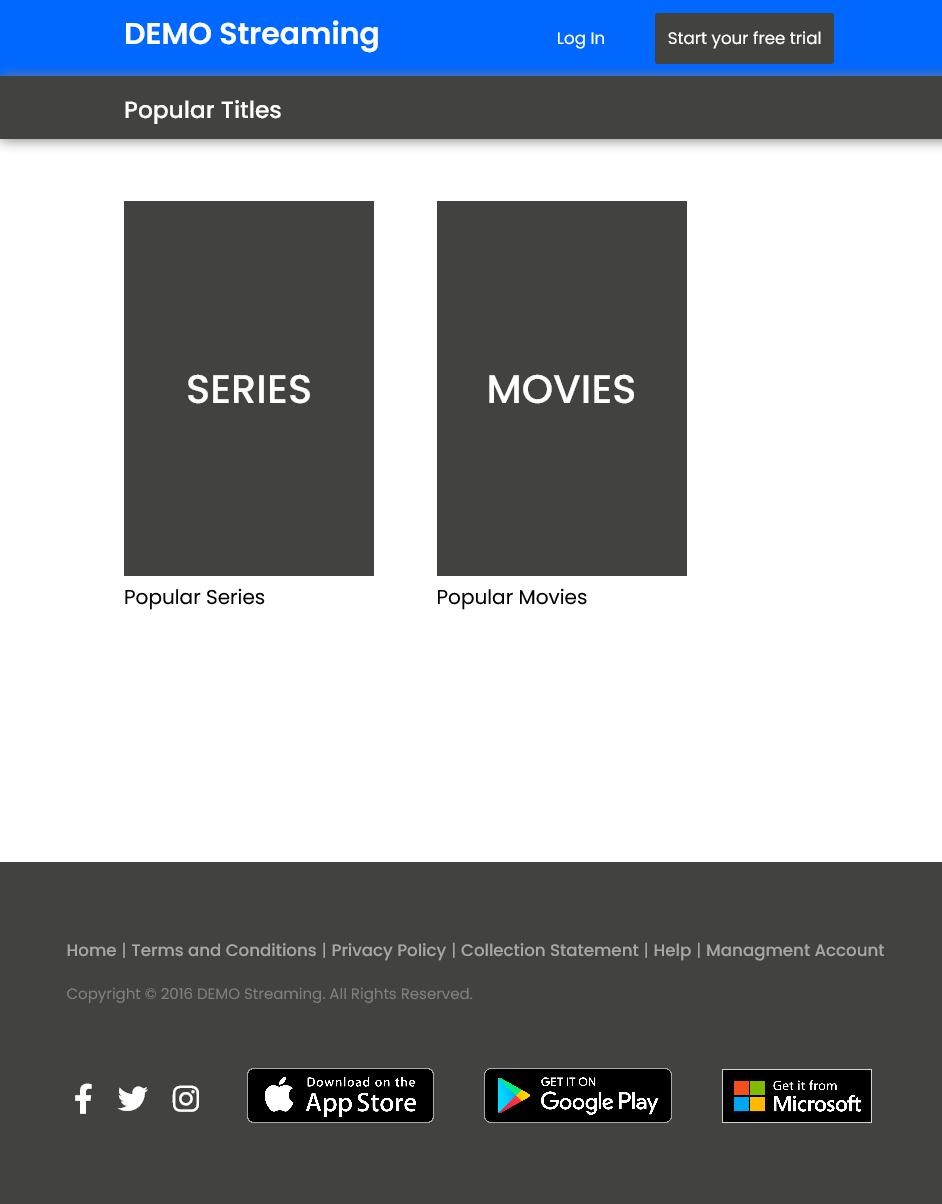 DEMO Streaming
Log In
Start your free trial
Popular Titles
SERIES
MOVIES
Popular Series
Popular Movies
Home | Terms and Conditions | Privacy Policy | Collection Statement | Help | Managment Account
Copyright © 2016 DEMO Streaming. All Rights Reserved.
Download on the
App Store
GET IT ON
Google Play
Get it from
Microsoft